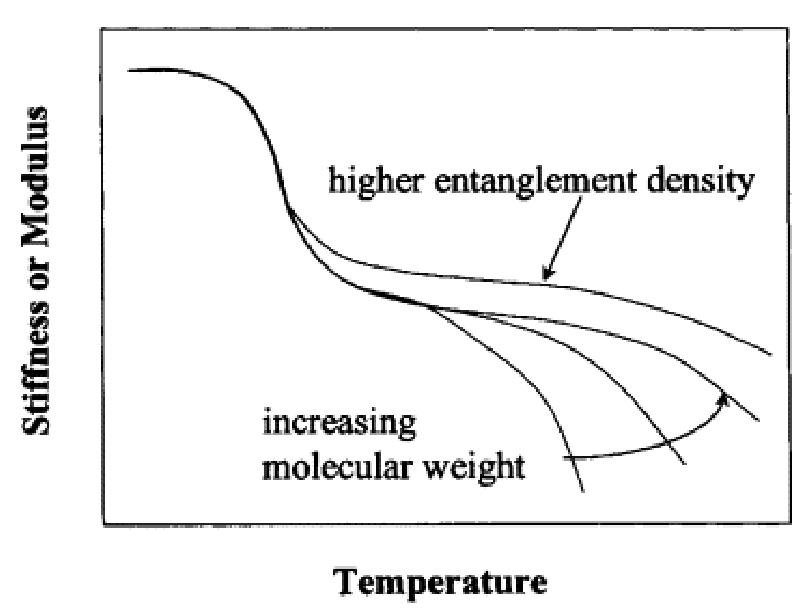 Stiffness or Modulus
higher entanglement density
increasing
molecular weight
Temperature